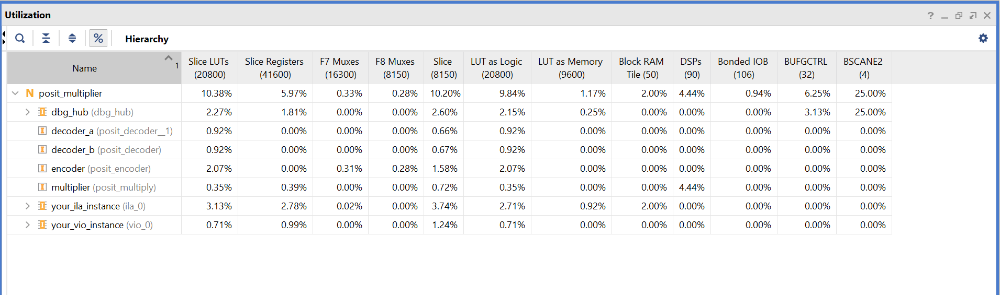 Utilization
Hierarchy
Name 1 Slice LUTs (20800) Slice Registers (41600) F7 Muxes (16300) F8 Muxes (8150) Slice (8150) LUT as Logic (20800) LUT as Memory (9600) Block RAM Tile (50) DSPs (90) Bonded IOB (106) BUFGCTRL (32) BSCANE2 (4)
N posit_multiplier 10.38% 5.97% 0.33% 0.28% 10.20% 9.84% 1.17% 2.00% 4.44% 0.94% 6.25% 25.00%
dbg_hub (dbg_hub) 2.27% 1.81% 0.00% 0.00% 2.60% 2.15% 0.25% 0.00% 0.00% 0.00% 3.13% 25.00%
decoder_a (posit_decoder__1) 0.92% 0.00% 0.00% 0.00% 0.66% 0.92% 0.00% 0.00% 0.00% 0.00% 0.00% 0.00%
decoder_b (posit_decoder) 0.92% 0.00% 0.00% 0.00% 0.67% 0.92% 0.00% 0.00% 0.00% 0.00% 0.00% 0.00%
encoder (posit_encoder) 2.07% 0.00% 0.31% 0.28% 1.58% 2.07% 0.00% 0.00% 0.00% 0.00% 0.00% 0.00%
multiplier (posit_multiply) 0.35% 0.39% 0.00% 0.00% 0.72% 0.35% 0.00% 0.00% 4.44% 0.00% 0.00% 0.00%
your_ila_instance (ila_0) 3.13% 2.78% 0.02% 0.00% 3.74% 2.71% 0.92% 2.00% 0.00% 0.00% 0.00% 0.00%
your_vio_instance (vio_0) 0.71% 0.99% 0.00% 0.00% 1.24% 0.71% 0.00% 0.00% 0.00% 0.00% 0.00% 0.00%